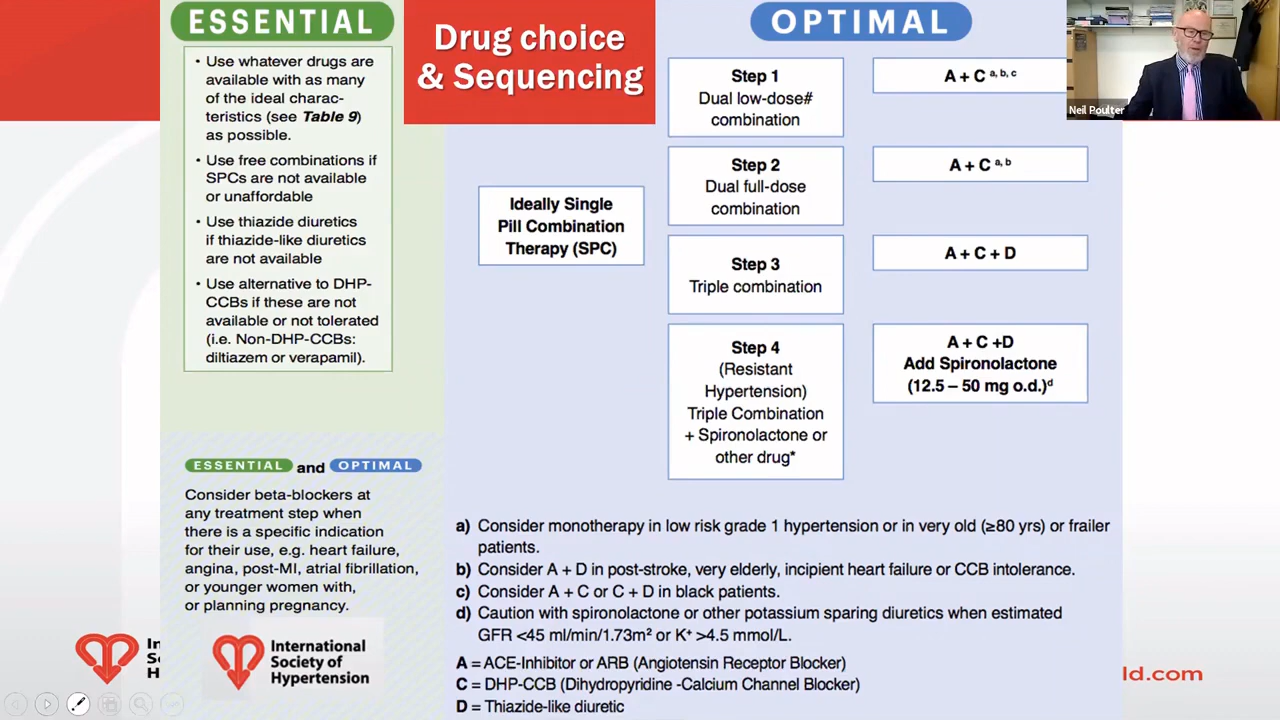 ESSENTIAL
• Use whatever drugs are
available with as many
of the ideal charac-
teristics (see Table 9)
as possible.
• Use free combinations if
SPCs are not available
or unaffordable
• Use thiazide diuretics
if thiazide-like diuretics
are not available
• Use alternative to DHP-
CCBs if these are not
available or not tolerated
(i.e. Non-DHP-CCBs:
diltiazem or verapamil).
Drug choice
& Sequencing
OPTIMAL
Ideally Single
Pill Combination
Therapy (SPC)
Step 1
Dual low-dose#
combination
A + C a, b, c
Step 2
Dual full-dose
combination
A + C a, b
Step 3
Triple combination
A + C + D
Step 4
(Resistant
Hypertension)
Triple Combination
+ Spironolactone or
other drug*
A + C +D
Add Spironolactone
(12.5 – 50 mg o.d.)d
Neil Poulter
ESSENTIAL and OPTIMAL
Consider beta-blockers at
any treatment step when
there is a specific indication
for their use, e.g. heart failure,
angina, post-MI, atrial fibrillation,
or younger women with,
or planning pregnancy.
a) Consider monotherapy in low risk grade 1 hypertension or in very old (≥80 yrs) or frailer
patients.
b) Consider A + D in post-stroke, very elderly, incipient heart failure or CCB intolerance.
c) Consider A + C or C + D in black patients.
d) Caution with spironolactone or other potassium sparing diuretics when estimated
GFR <45 ml/min/1.73m² or K⁺ >4.5 mmol/L.
A = ACE-Inhibitor or ARB (Angiotensin Receptor Blocker)
C = DHP-CCB (Dihydropyridine -Calcium Channel Blocker)
D = Thiazide-like diuretic
International
Society of
Hypertension
In
So
H
ld.com